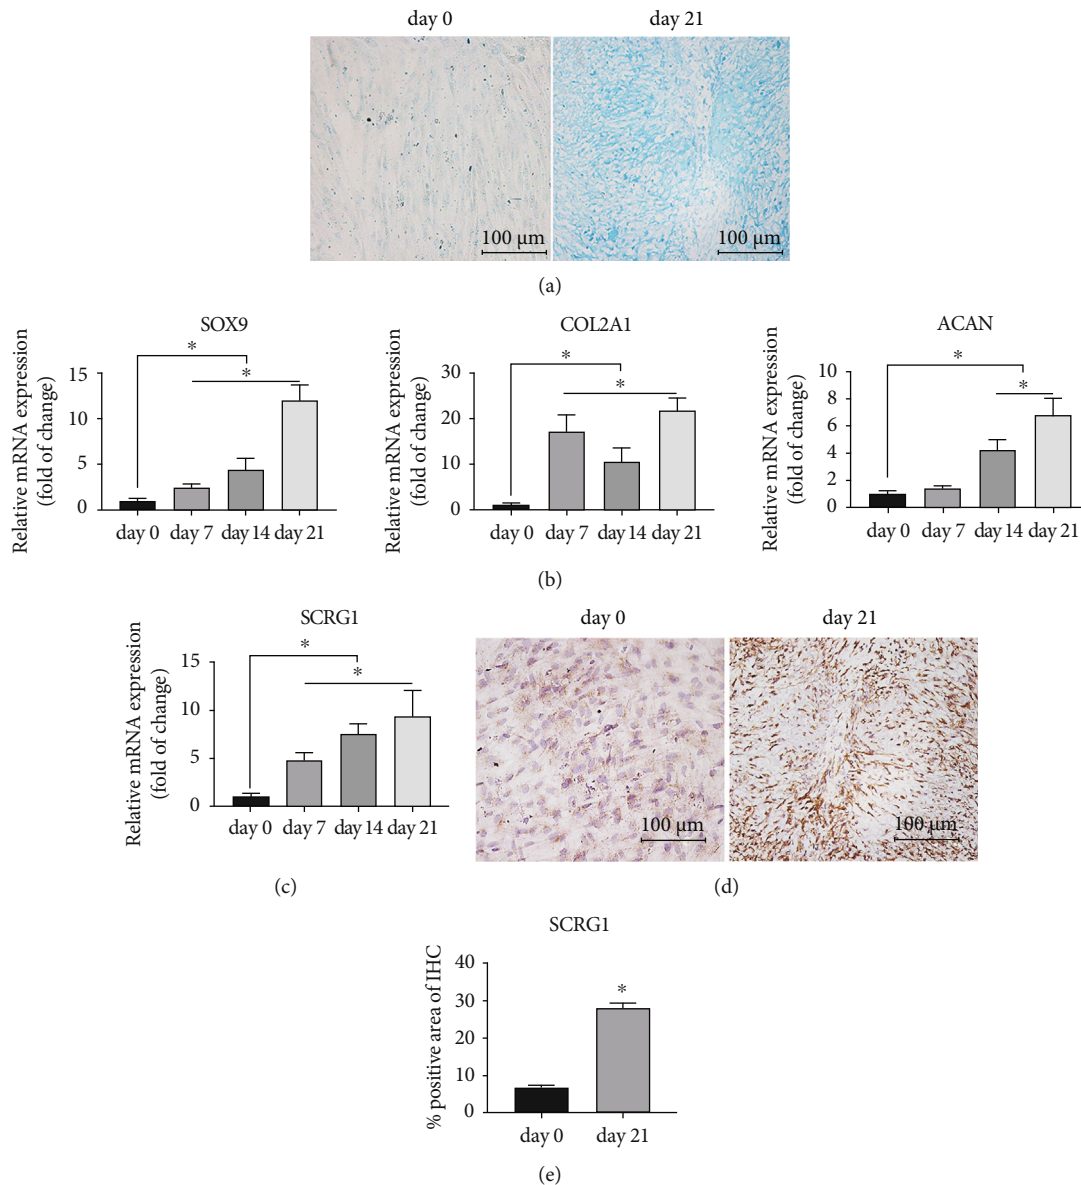 day 0
day 21
100 μm
100 μm
(a)
SOX9
Relative mRNA expression
(fold of change)
15
10
5
0
*
*
day 0 day 7 day 14 day 21
COL2A1
Relative mRNA expression
(fold of change)
30
20
10
0
*
*
day 0 day 7 day 14 day 21
ACAN
Relative mRNA expression
(fold of change)
10
8
6
4
2
0
*
*
day 0 day 7 day 14 day 21
(b)
SCRG1
Relative mRNA expression
(fold of change)
15
10
5
0
*
*
day 0 day 7 day 14 day 21
(c)
day 0
day 21
100 μm
100 μm
(d)
SCRG1
% positive area of IHC
40
30
20
10
0
*
day 0 day 21
(e)